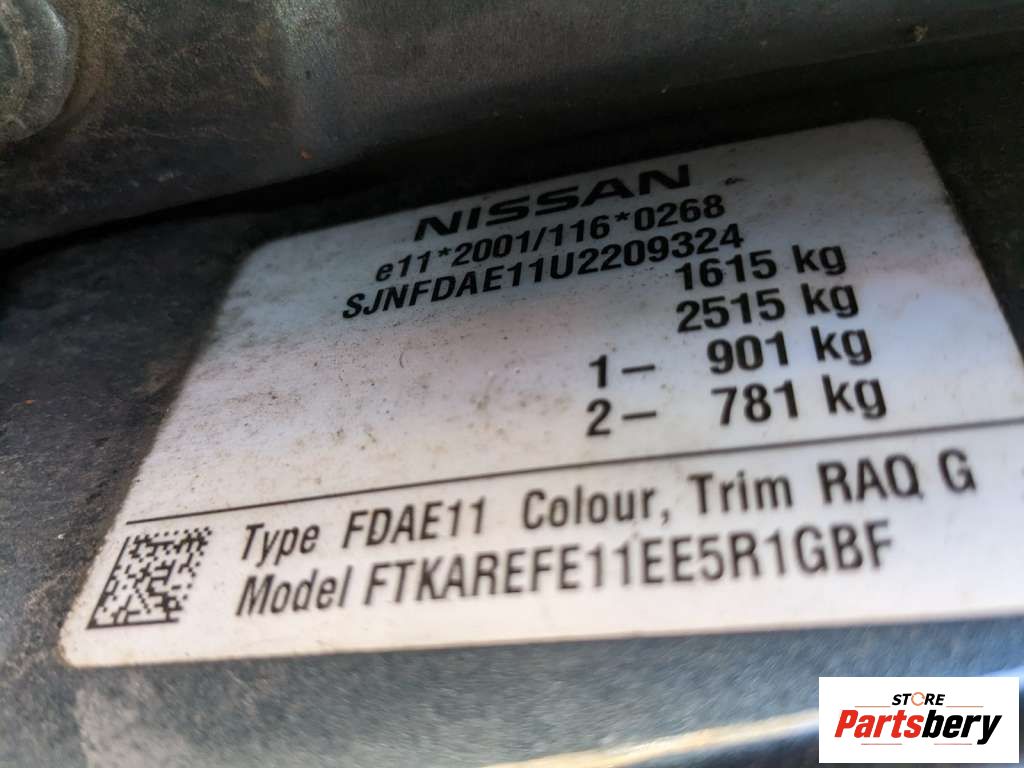 NISSAN
e11*2001/116*0268
SJNFDAE11U2209324
1615 kg
2515 kg
1– 901 kg
2– 781 kg
Type FDAE11 Colour, Trim RAQ G
Model FTKAREFE11EE5R1GBF
STORE
Partsbery